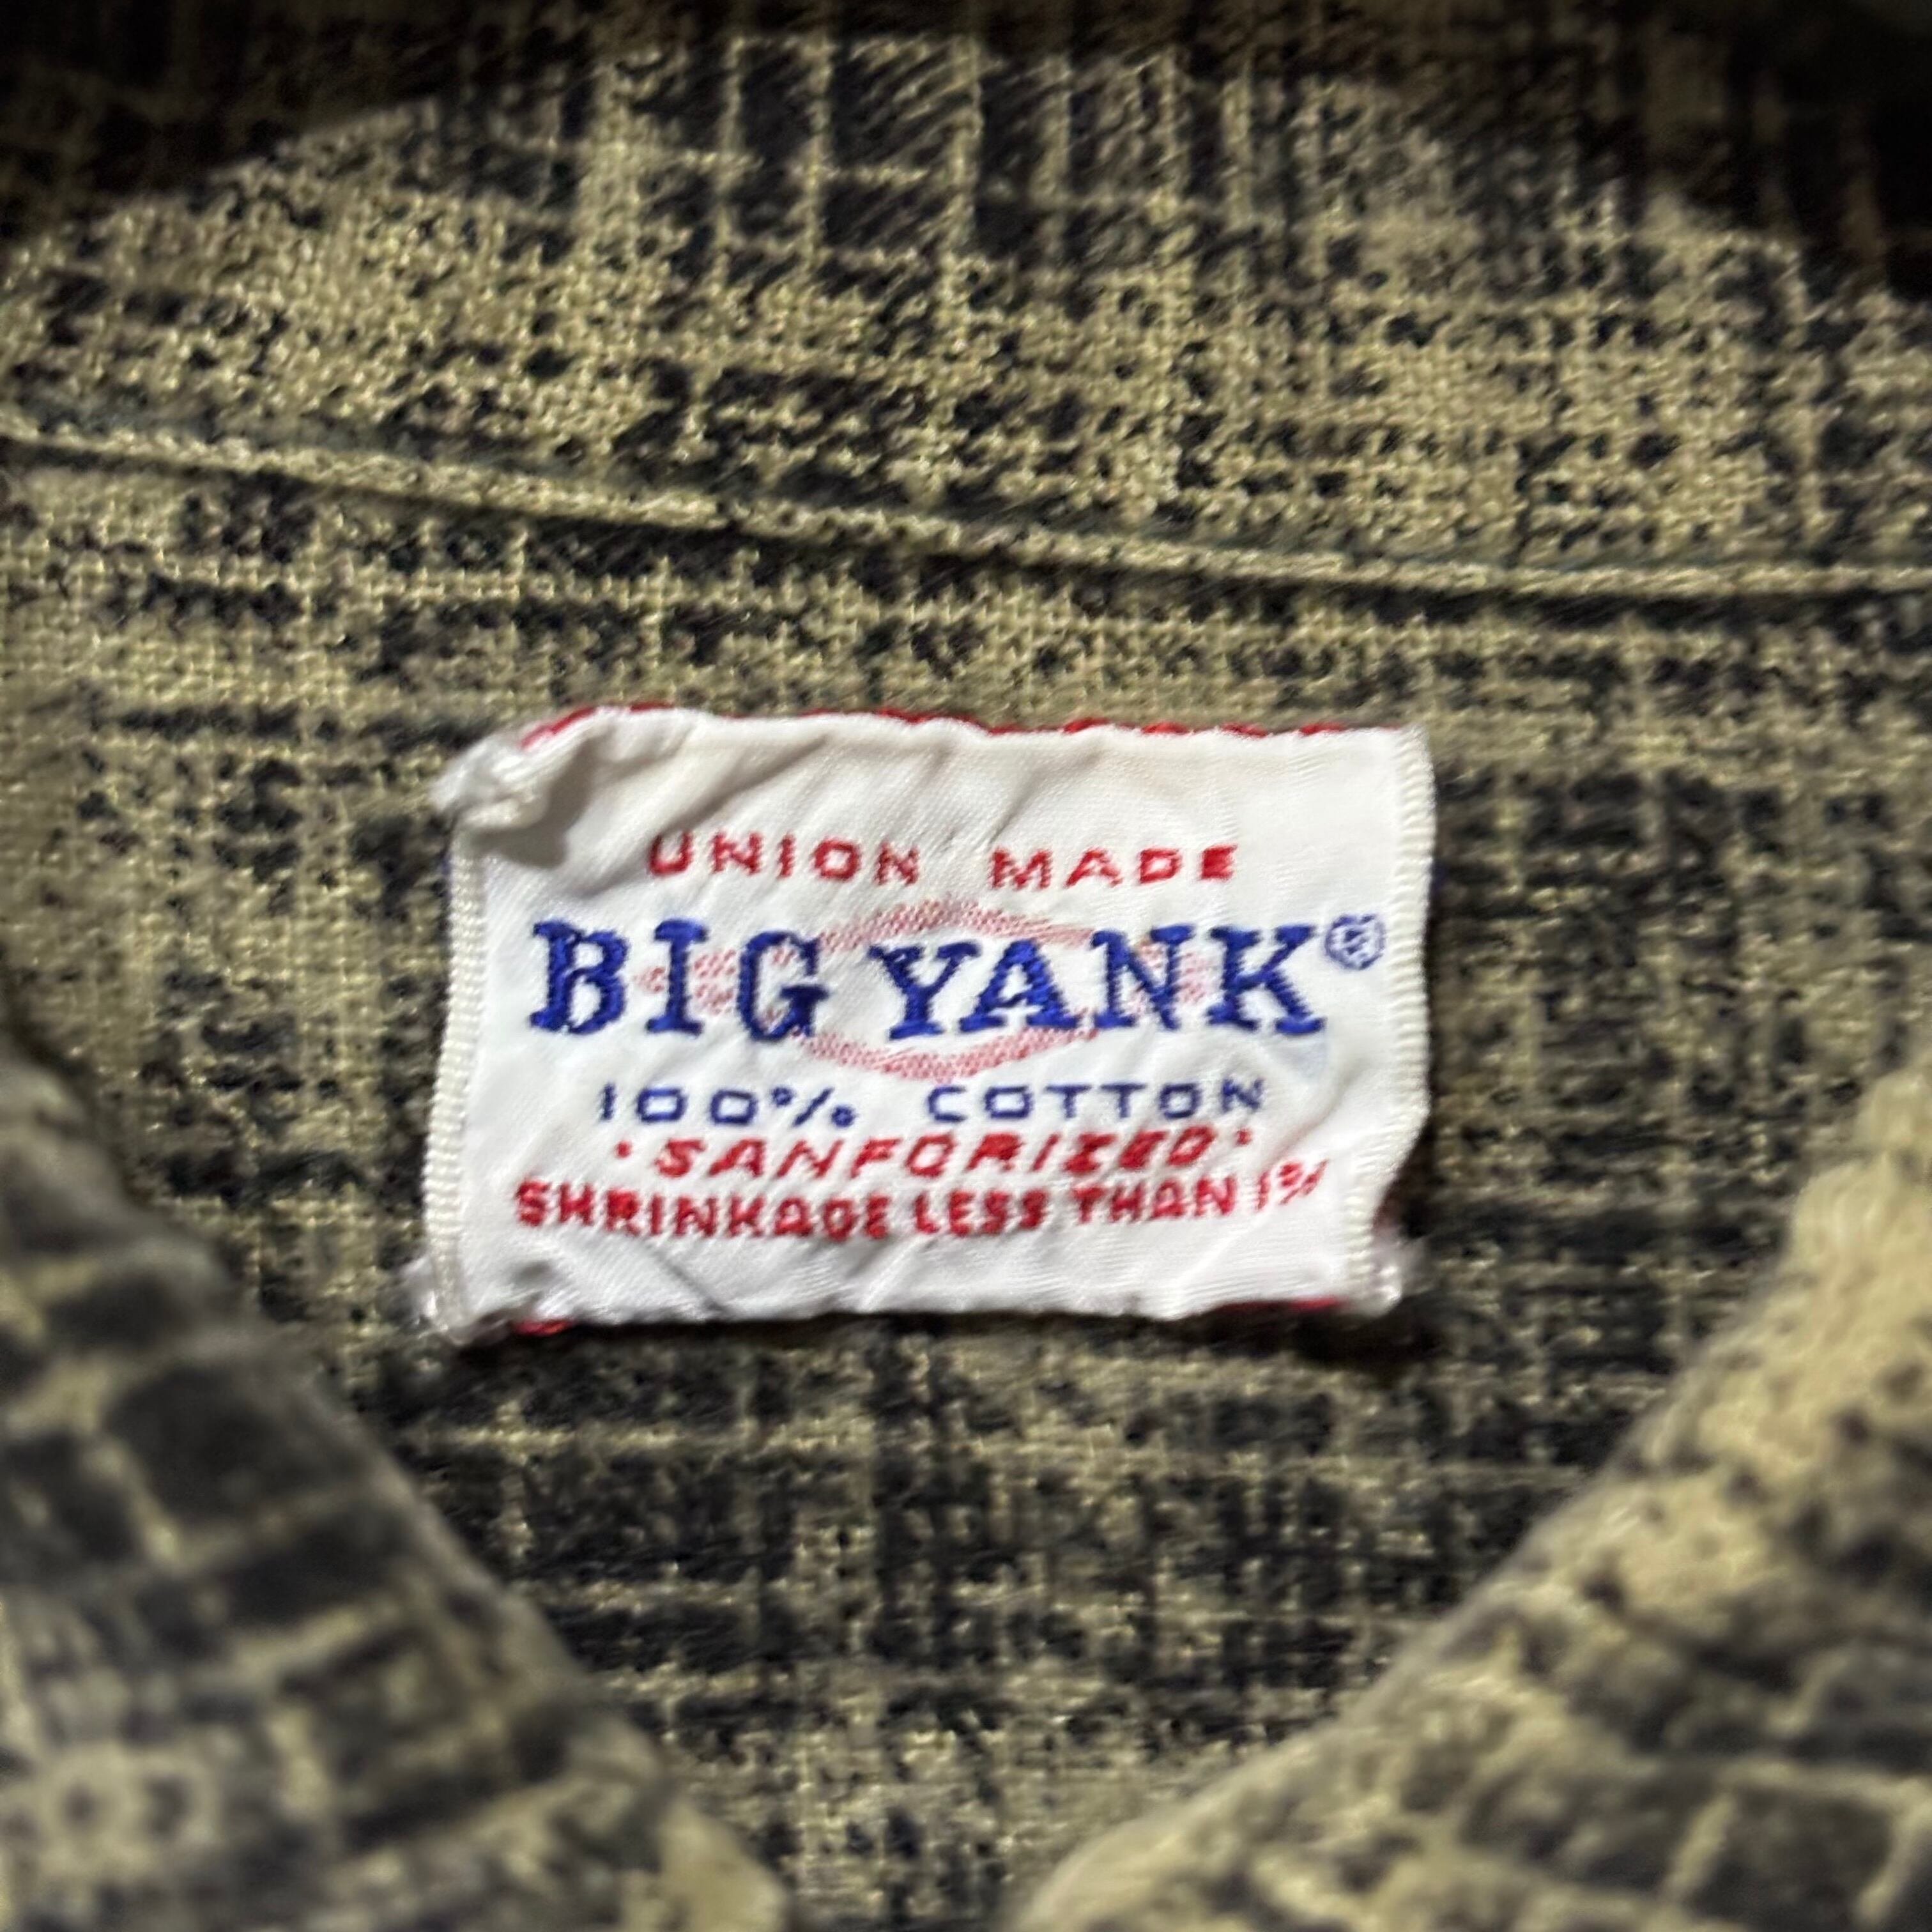 UNION MADE
BIG YANK®
100% COTTON
·SANFORIZED·
SHRINKAGE LESS THAN 1%